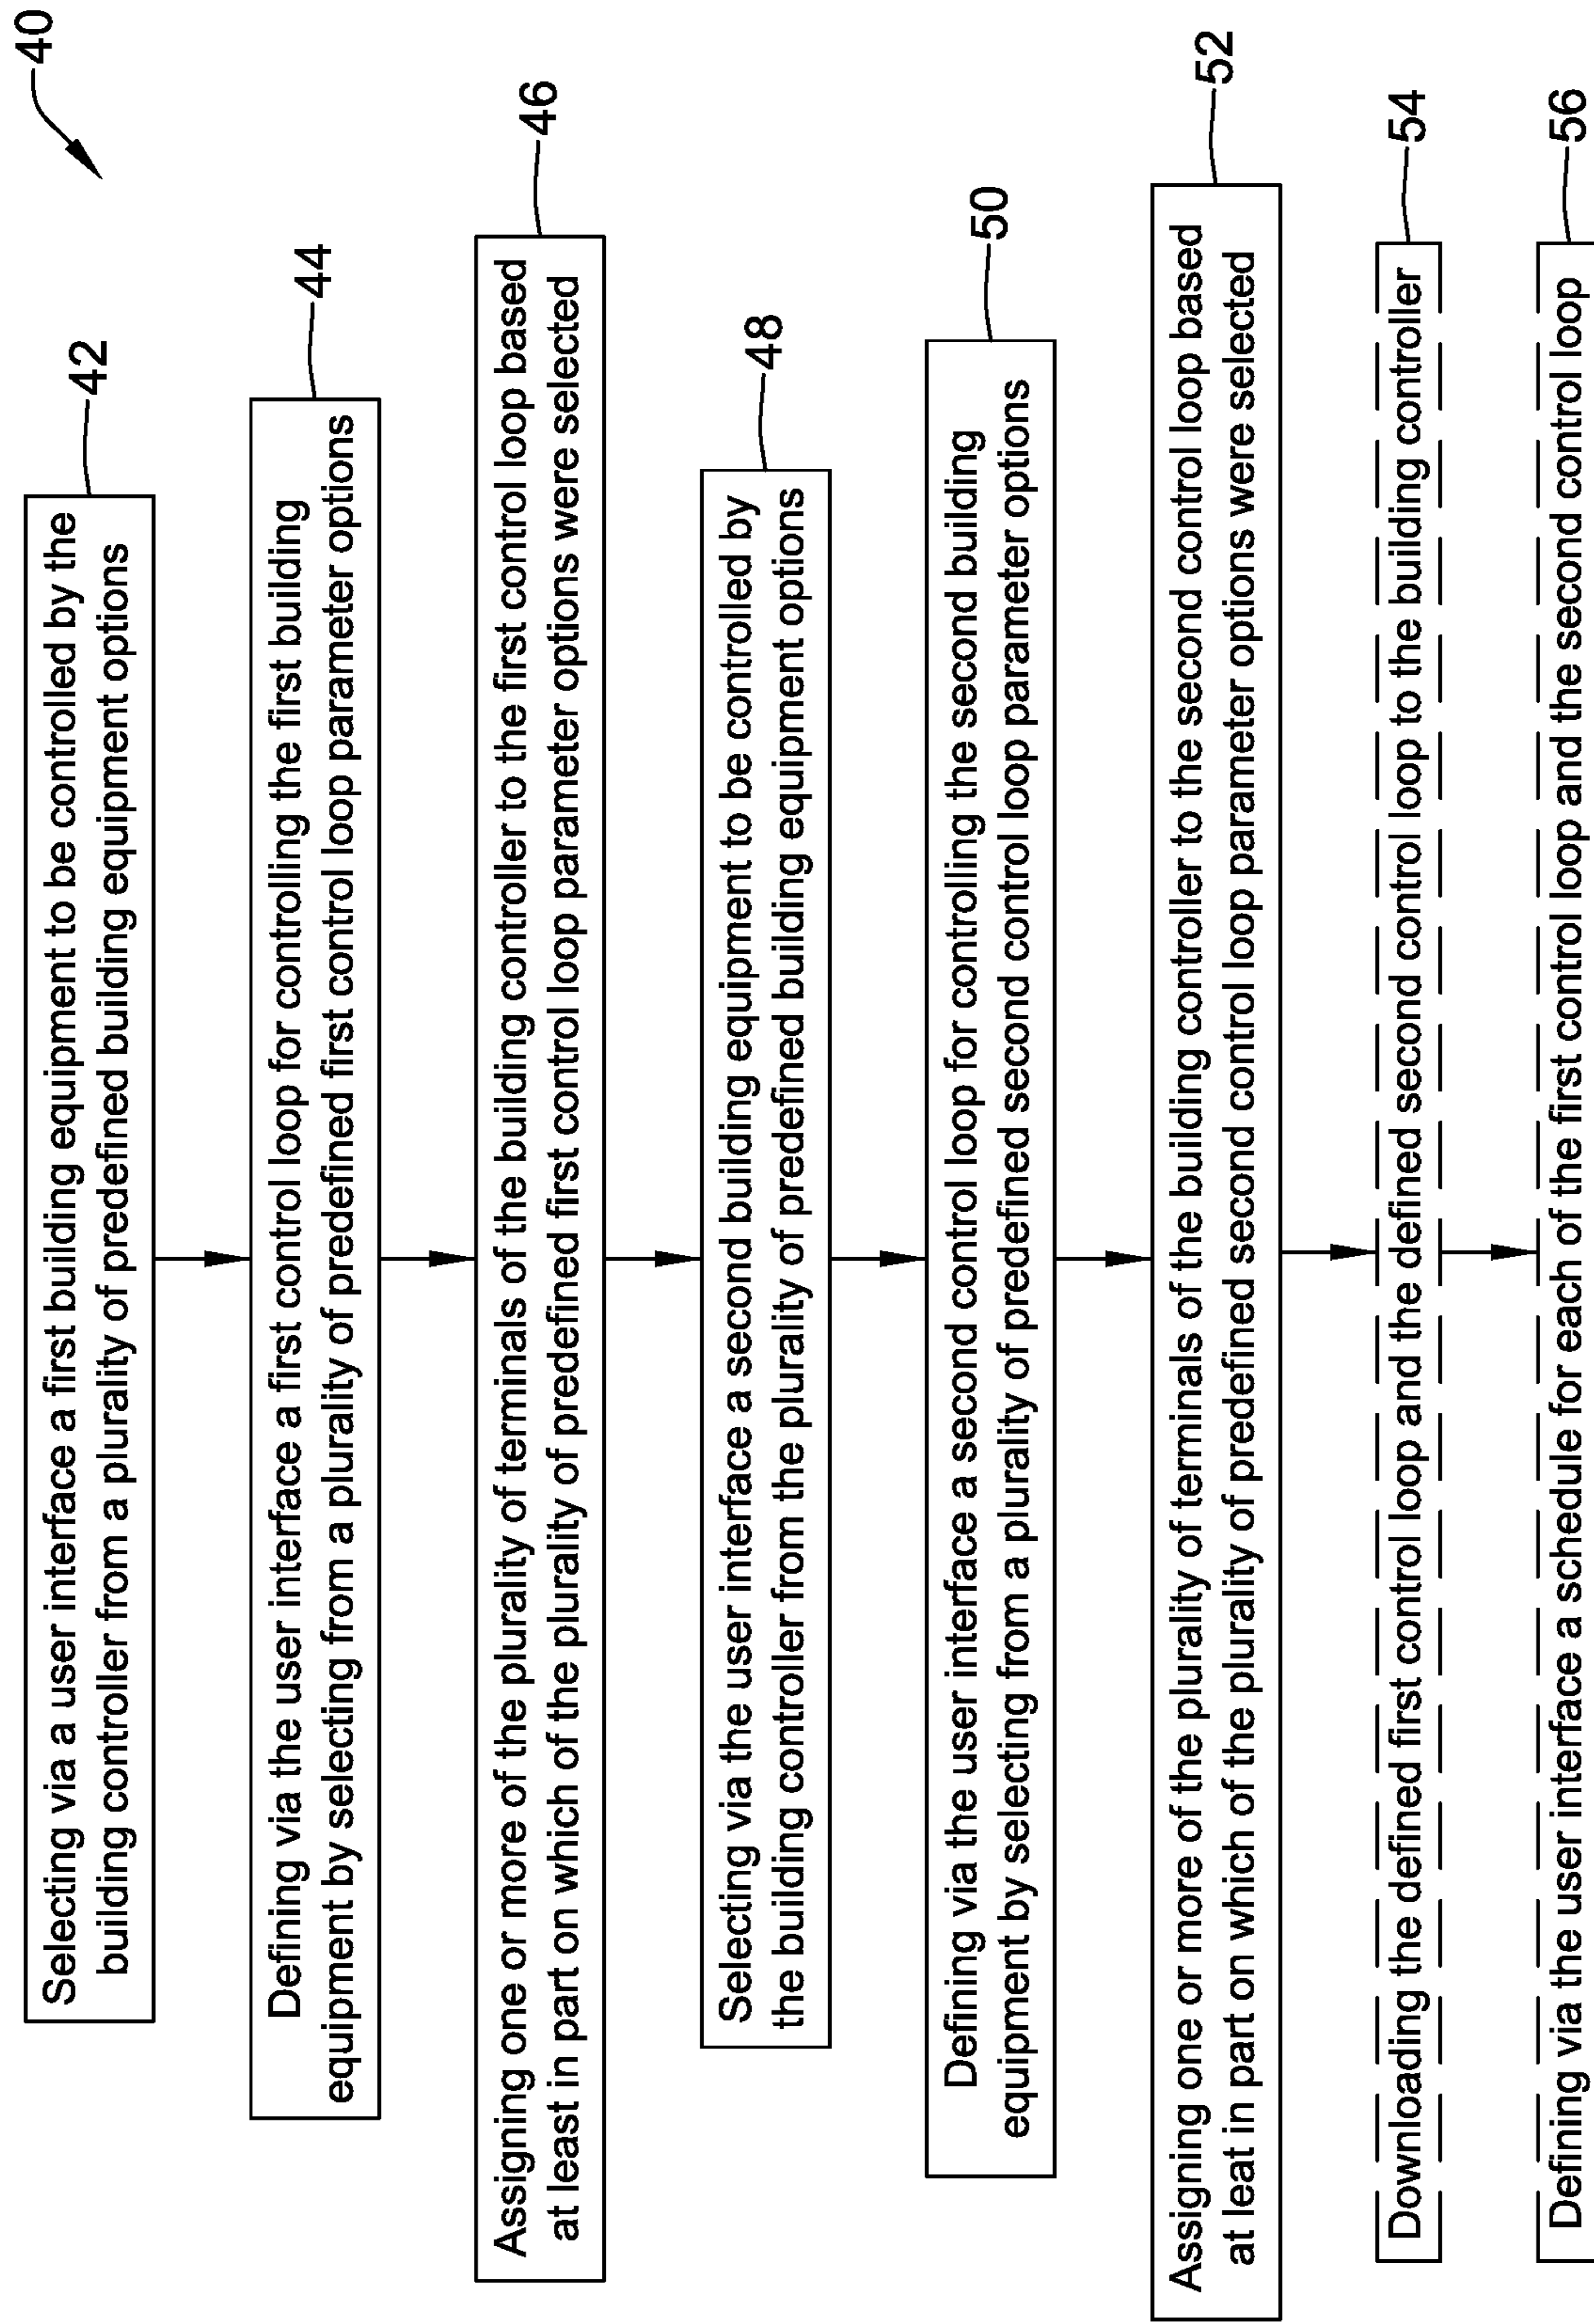 40
Selecting via a user interface a first building equipment to be controlled by the
building controller from a plurality of predefined building equipment options
42
Defining via the user interface a first control loop for controlling the first building
equipment by selecting from a plurality of predefined first control loop parameter options
44
Assigning one or more of the plurality of terminals of the building controller to the first control loop based
at least in part on which of the plurality of predefined first control loop parameter options were selected
46
Selecting via the user interface a second building equipment to be controlled by
the building controller from the plurality of predefined building equipment options
48
Defining via the user interface a second control loop for controlling the second building
equipment by selecting from a plurality of predefined second control loop parameter options
50
Assigning one or more of the plurality of terminals of the building controller to the second control loop based
at leat in part on which of the plurality of predefined second control loop parameter options were selected
52
Downloading the defined first control loop and the defined second control loop to the building controller
54
Defining via the user interface a schedule for each of the first control loop and the second control loop
56